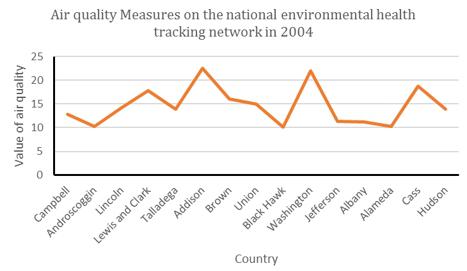 Air quality Measures on the national environmental health
tracking network in 2004
Value of air quality
25
20
15
10
5
0
Campbell
Androscoggin
Lincoln
Lewis and Clark
Talladega
Addison
Brown
Union
Black Hawk
Washington
Jefferson
Albany
Alameda
Cass
Hudson
Country